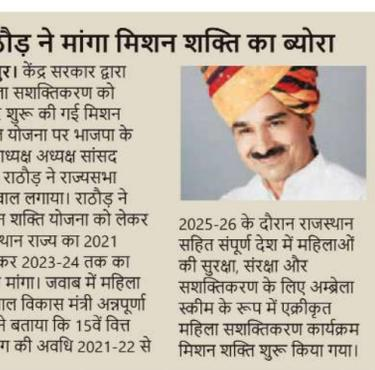 ठौड़ ने मांगा मिशन शक्ति का ब्योरा
पुर। केंद्र सरकार द्वारा
ला सशक्तिकरण को
र शुरू की गई मिशन
त योजना पर भाजपा के
ाध्यक्ष अध्यक्ष सांसद
राठौड़ ने राज्यसभा
वाल लगाया। राठौड़ ने
न शक्ति योजना को लेकर
थान राज्य का 2021
कर 2023-24 तक का
मांगा। जवाब में महिला
ाल विकास मंत्री अन्नपूर्णा
ने बताया कि 15वें वित्त
ग की अवधि 2021-22 से
2025-26 के दौरान राजस्थान
सहित संपूर्ण देश में महिलाओं
की सुरक्षा, संरक्षा और
सशक्तिकरण के लिए अम्ब्रेला
स्कीम के रूप में एक्रीकृत
महिला सशक्तिकरण कार्यक्रम
मिशन शक्ति शुरू किया गया।